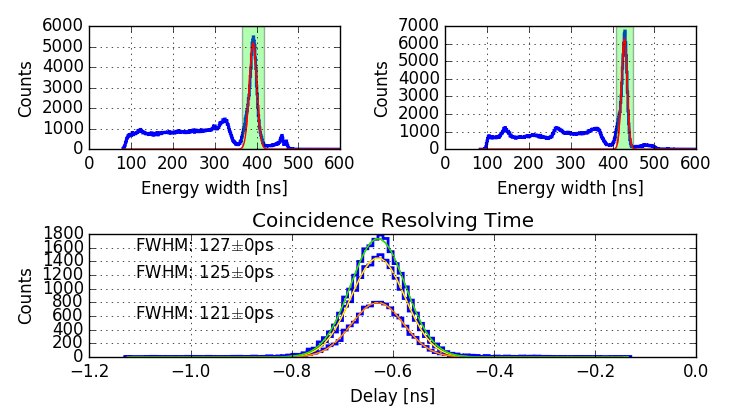 6000
5000
4000
3000
2000
1000
0
Counts
0 100 200 300 400 500 600
Energy width [ns]
7000
6000
5000
4000
3000
2000
1000
0
Counts
0 100 200 300 400 500 600
Energy width [ns]
Coincidence Resolving Time
1800
1600
1400
1200
1000
800
600
400
200
0
Counts
FWHM: 127±0ps
FWHM: 125±0ps
FWHM: 121±0ps
−1.2 −1.0 −0.8 −0.6 −0.4 −0.2 0.0
Delay [ns]